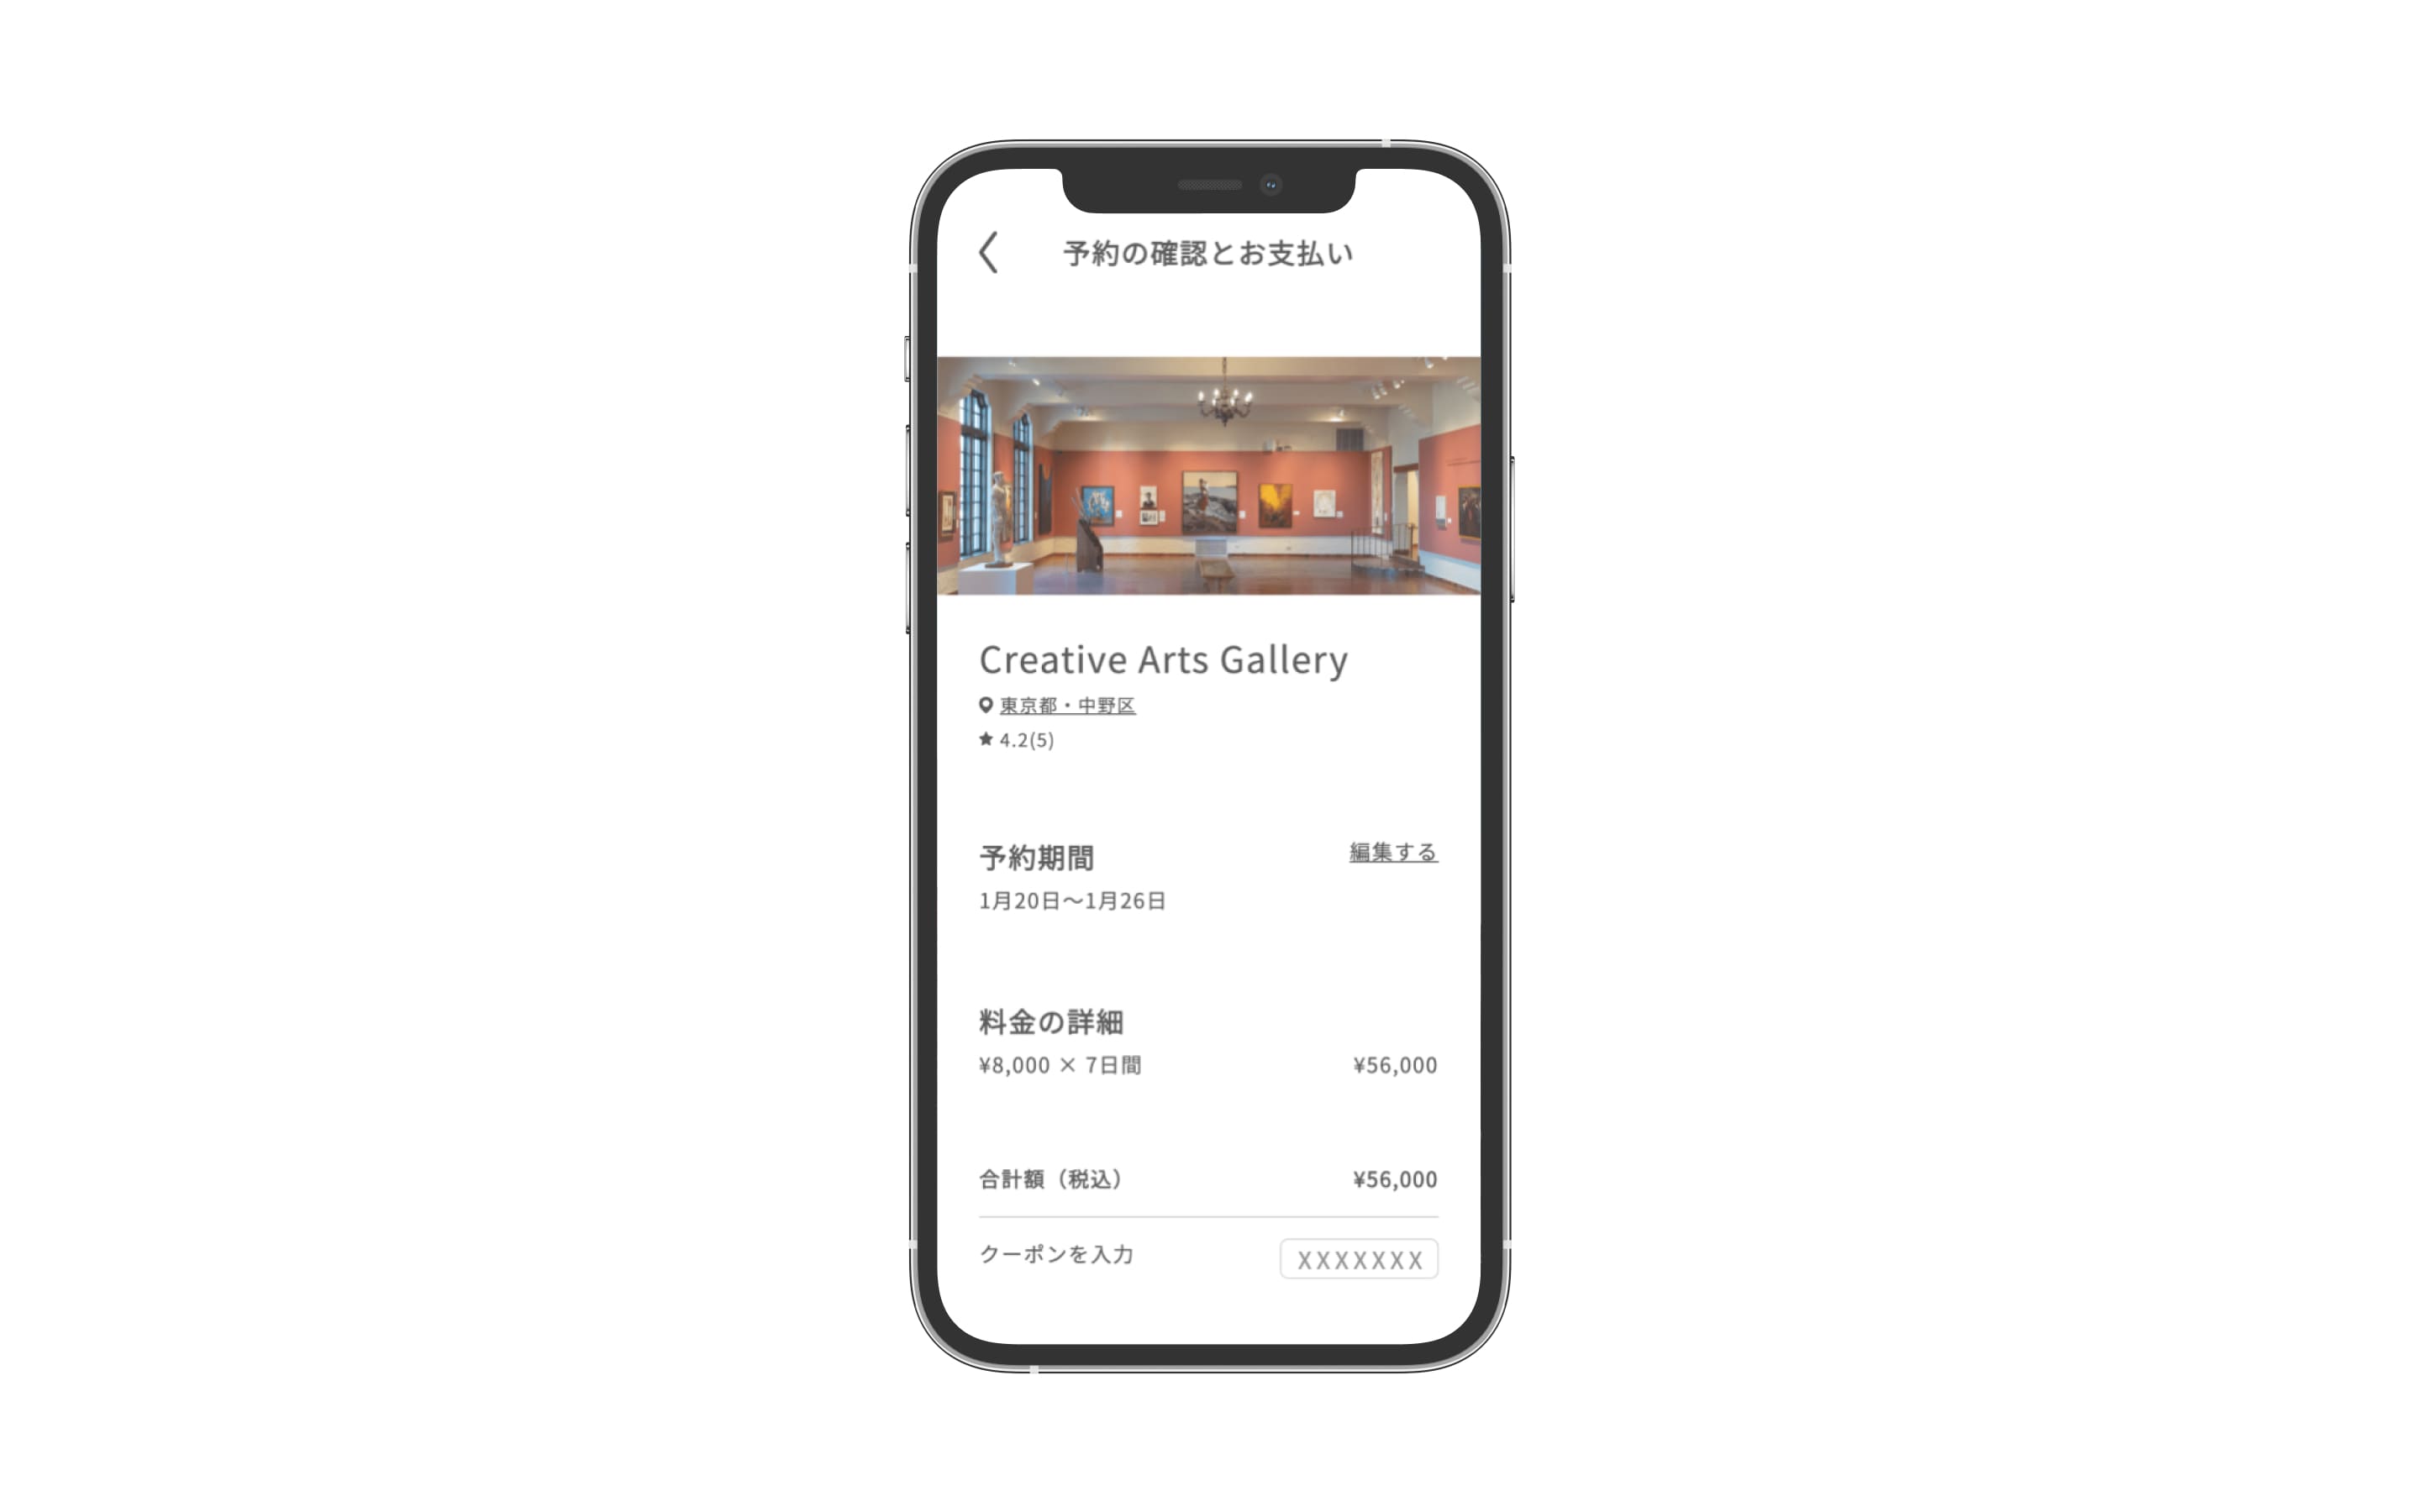 予約の確認とお支払い
Creative Arts Gallery
東京都・中野区
4.2(5)
予約期間 編集する
1月20日〜1月26日
料金の詳細
¥8,000 × 7日間 ¥56,000
合計額（税込） ¥56,000
クーポンを入力 XXXXXXX